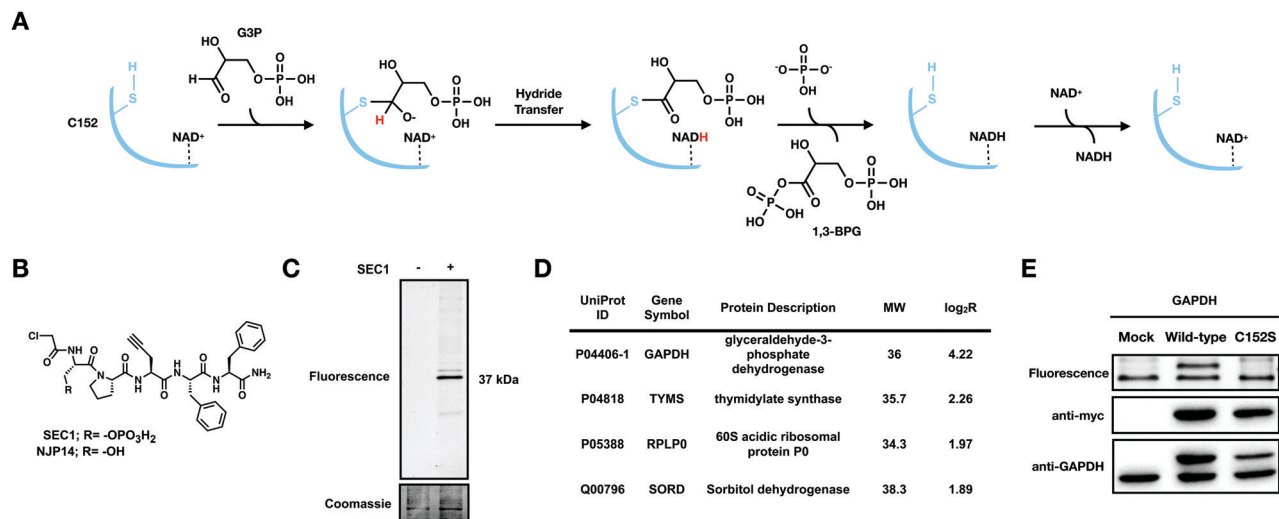 A
G3P
H
S
C152
NAD+
HO
H
O
O
O
P
OH
OH
HO
S
H
O-
O
O
P
OH
OH
NAD+
Hydride
Transfer
HO
S
O
O
O
P
OH
OH
NADH
O
-O
P
O-
OH
HO
O
O
P
OH
OH
O
O
P
O
HO
OH
1,3-BPG
H
S
NADH
NAD+
NADH
H
S
NAD+
B
Cl
O
HN
O
N
R
O
N
H
O
H
N
O
N
H
O
NH2
SEC1; R= -OPO3H2
NJP14; R= -OH
C
SEC1 - +
Fluorescence
37 kDa
Coomassie
D
UniProt ID Gene Symbol Protein Description MW log2R
P04406-1 GAPDH glyceraldehyde-3-phosphate dehydrogenase 36 4.22
P04818 TYMS thymidylate synthase 35.7 2.26
P05388 RPLP0 60S acidic ribosomal protein P0 34.3 1.97
Q00796 SORD Sorbitol dehydrogenase 38.3 1.89
E
GAPDH
Mock Wild-type C152S
Fluorescence
anti-myc
anti-GAPDH